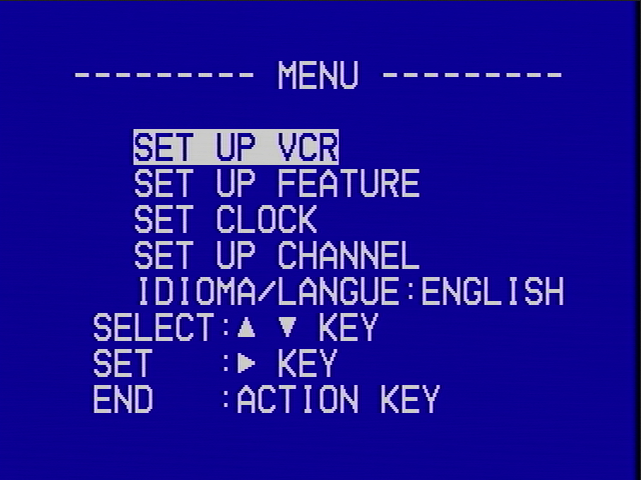 --------- MENU ---------
SET UP VCR
SET UP FEATURE
SET CLOCK
SET UP CHANNEL
IDIOMA/LANGUE:ENGLISH
SELECT:▲ ▼ KEY
SET :▶ KEY
END :ACTION KEY